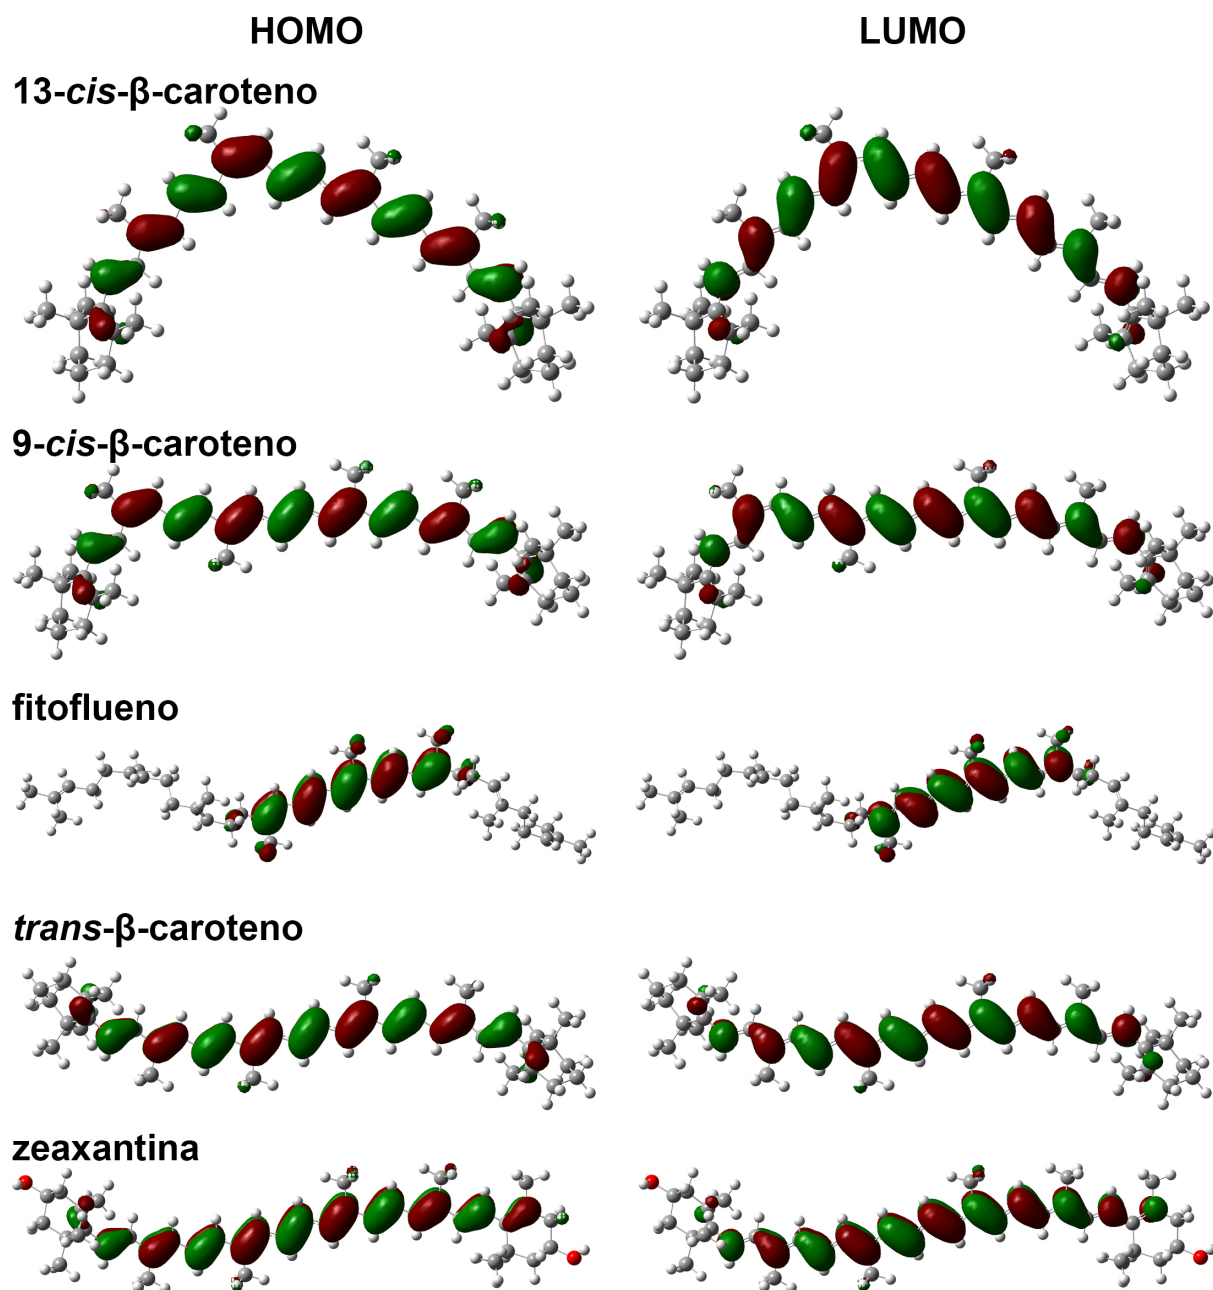 HOMO LUMO
13-cis-β-caroteno
9-cis-β-caroteno
fitoflueno
trans-β-caroteno
zeaxantina